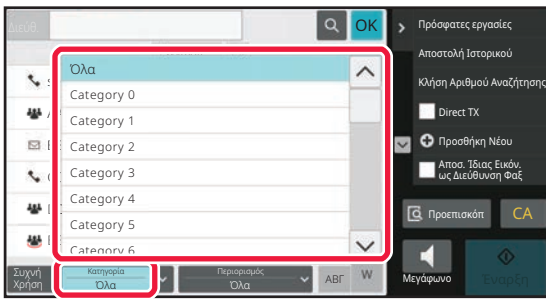 Διεύθ.
OK
Όλα
Category 0
Category 1
Category 2
Category 3
Category 4
Category 5
Category 6
Συχνή
Χρήση
Κατηγορία
Όλα
Περιορισμός
Όλα
ΑΒΓ
W
Πρόσφατες εργασίες
Αποστολή Ιστορικού
Κλήση Αριθμού Αναζήτησης
Direct TX
Προσθήκη Νέου
Αποσ. Ίδιας Εικόν.
ως Διεύθυνση Φαξ
Προεπισκόπ
CA
Μεγάφωνο
Έναρξη